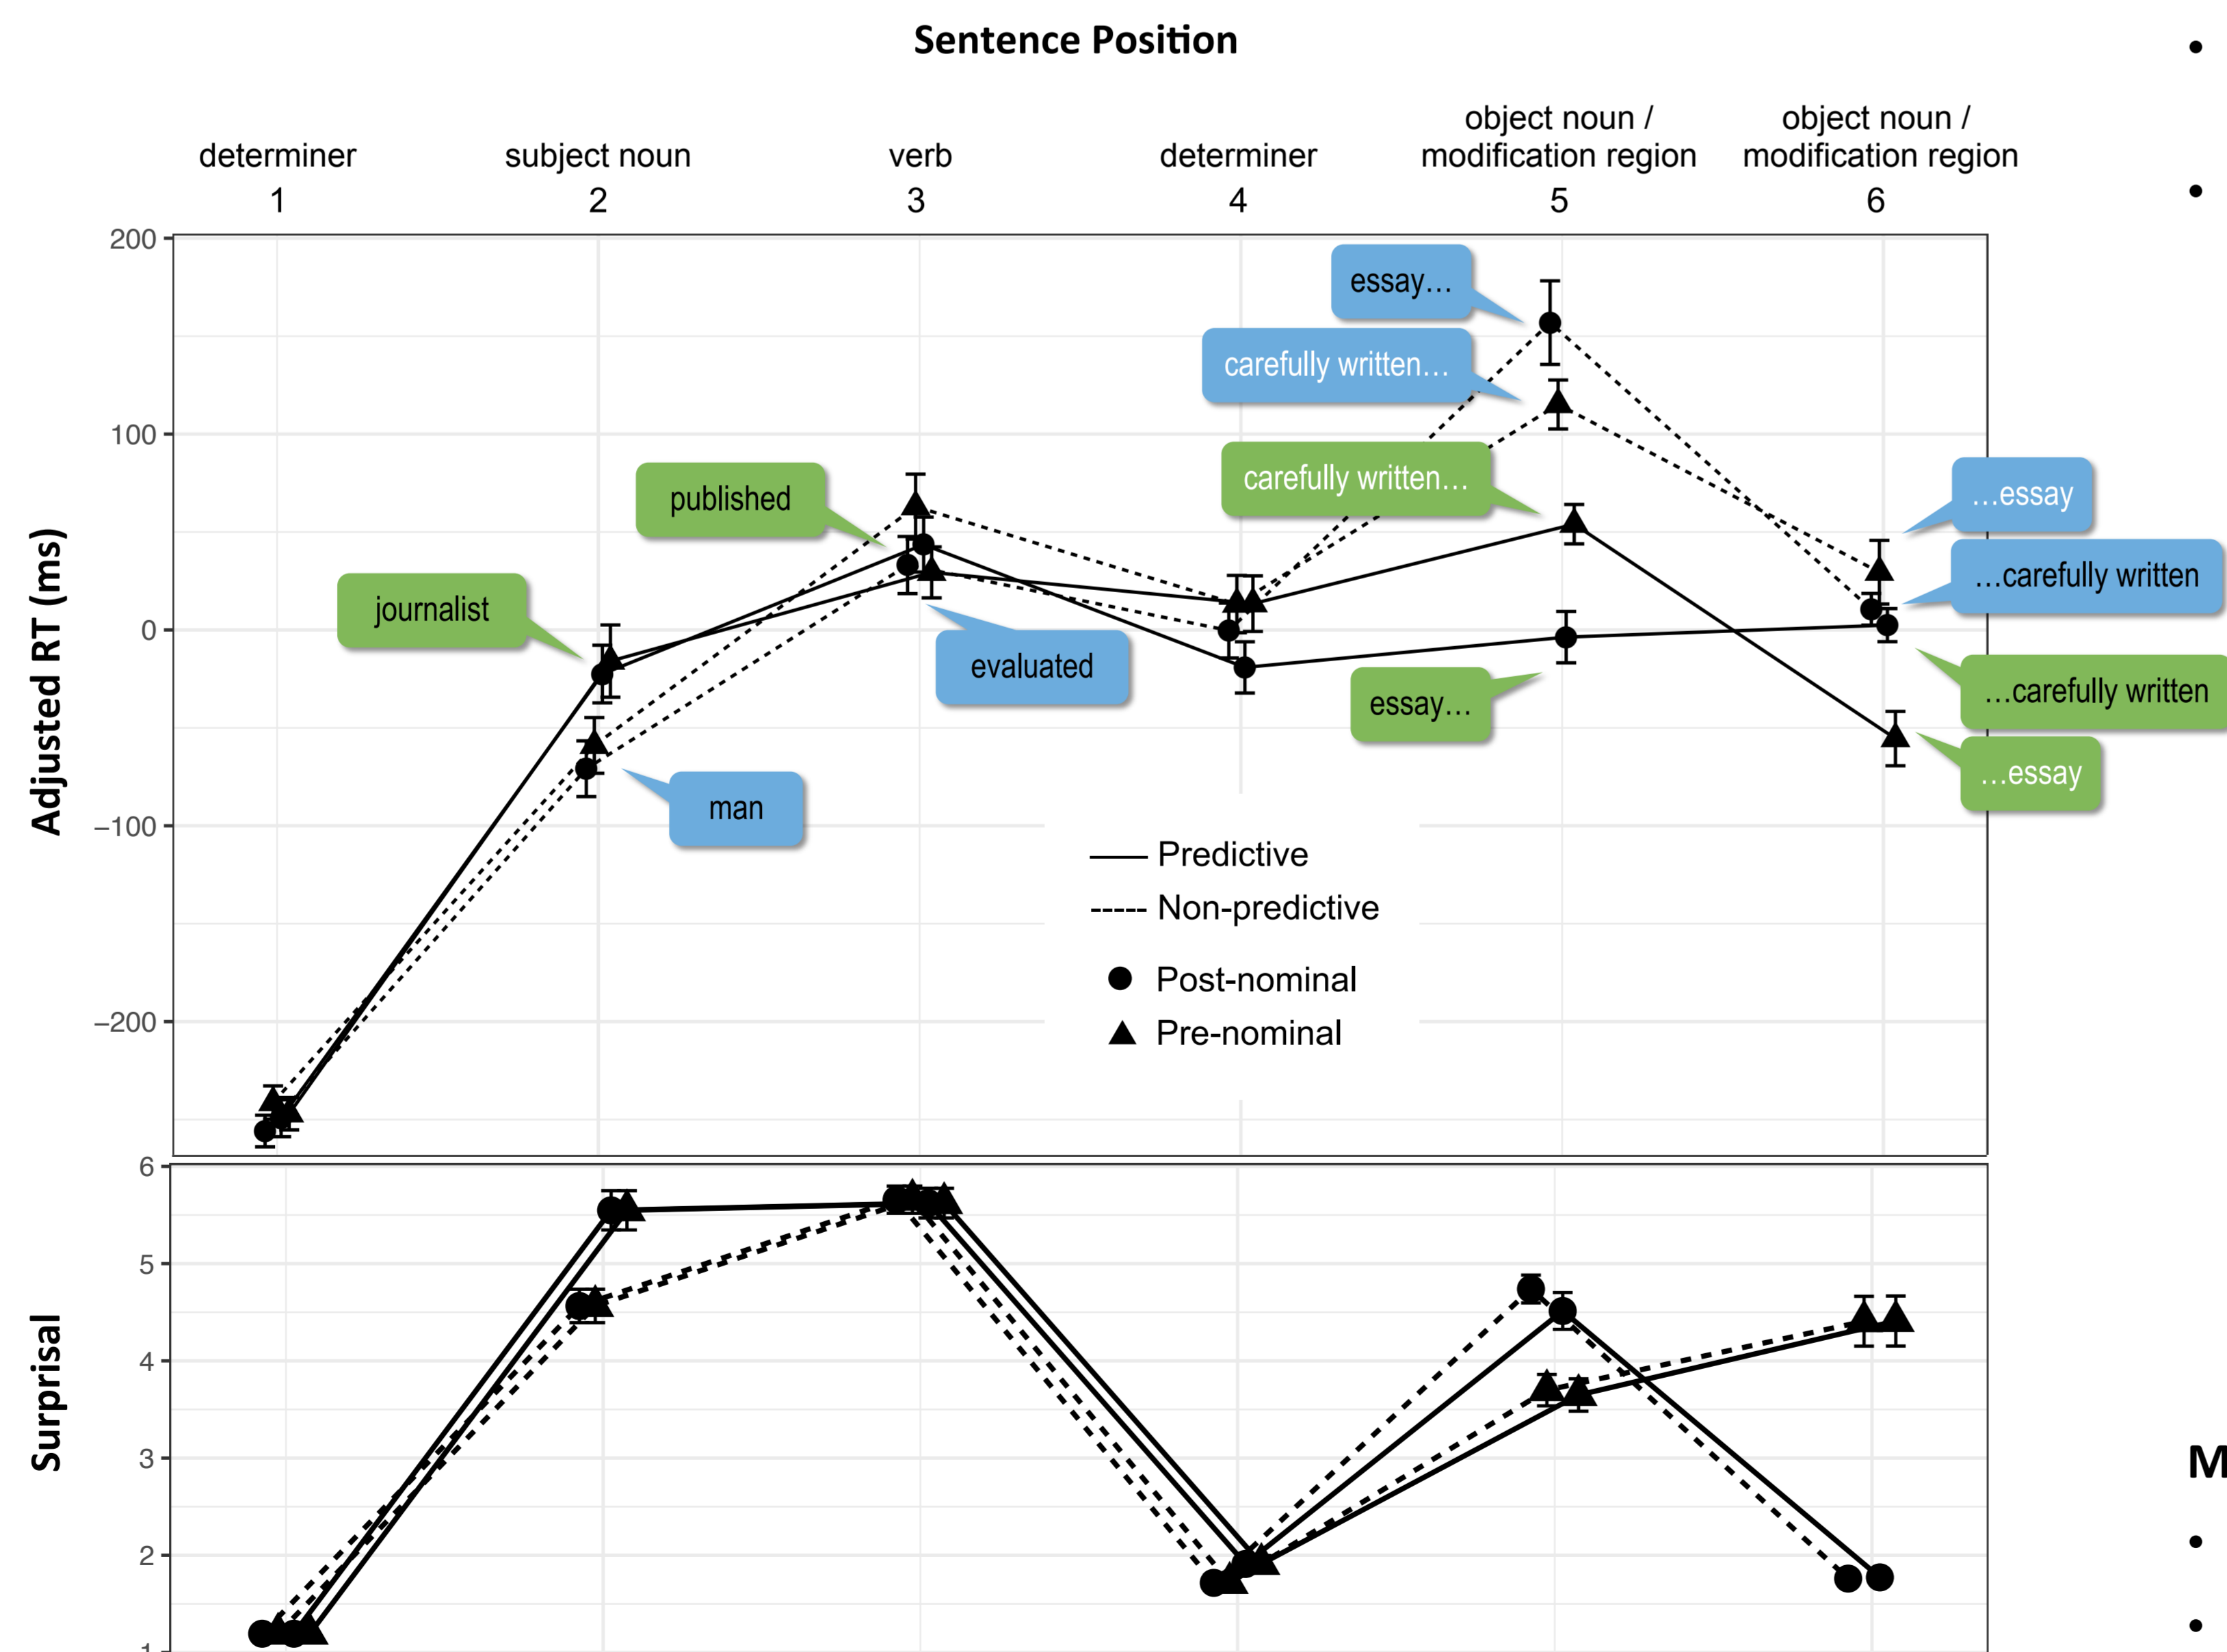 Sentence Position
•
object noun / object noun /
determiner subject noun verb determiner modification region modification region
1 2 3 4 5 6
•
200
essay…
carefully written…
100
published
carefully written…
…essay
journalist
…carefully written
0
evaluated
essay…
…carefully written
man
…essay
−100
Predictive
Non-predictive
Post-nominal
−200
Pre-nominal
Adjusted RT (ms)
6
5
4
3
2
1
Surprisal
M
•
•